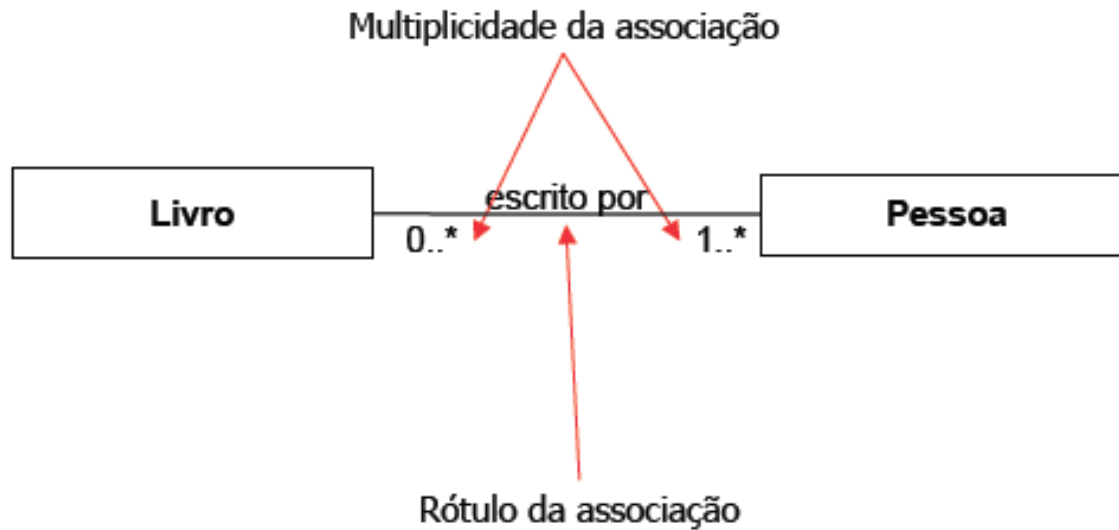 Multiplicidade da associação
Livro
escrito por
Pessoa
0..*
1..*
Rótulo da associação